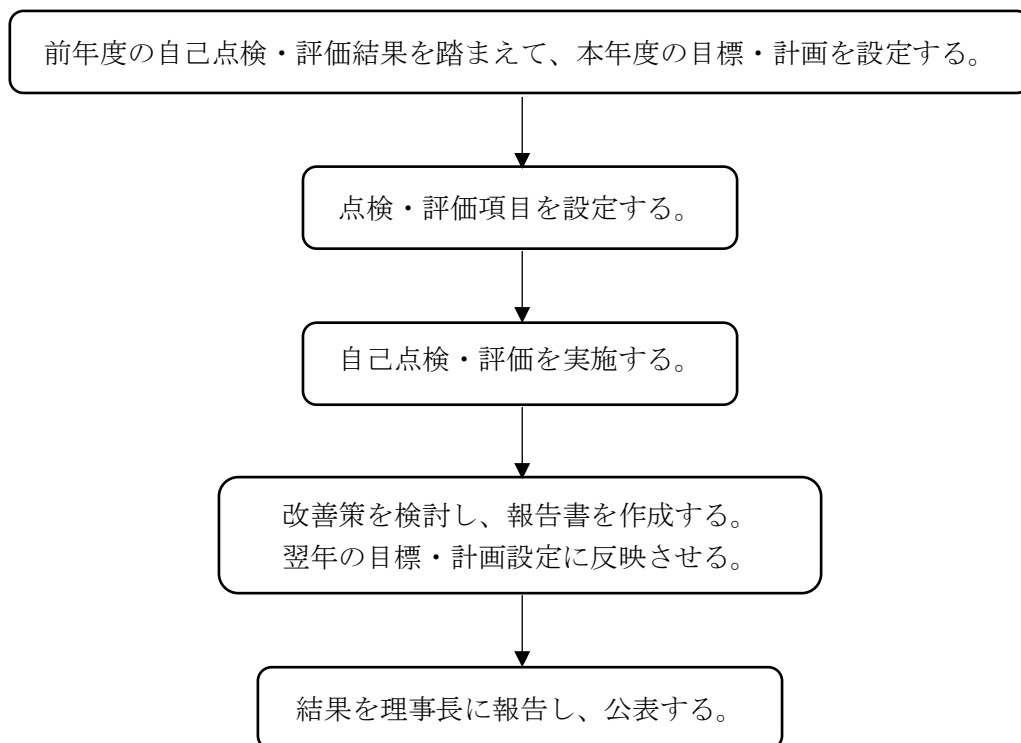 前年度の自己点検・評価結果を踏まえて、本年度の目標・計画を設定する。
点検・評価項目を設定する。
自己点検・評価を実施する。
改善策を検討し、報告書を作成する。
翌年の目標・計画設定に反映させる。
結果を理事長に報告し、公表する。